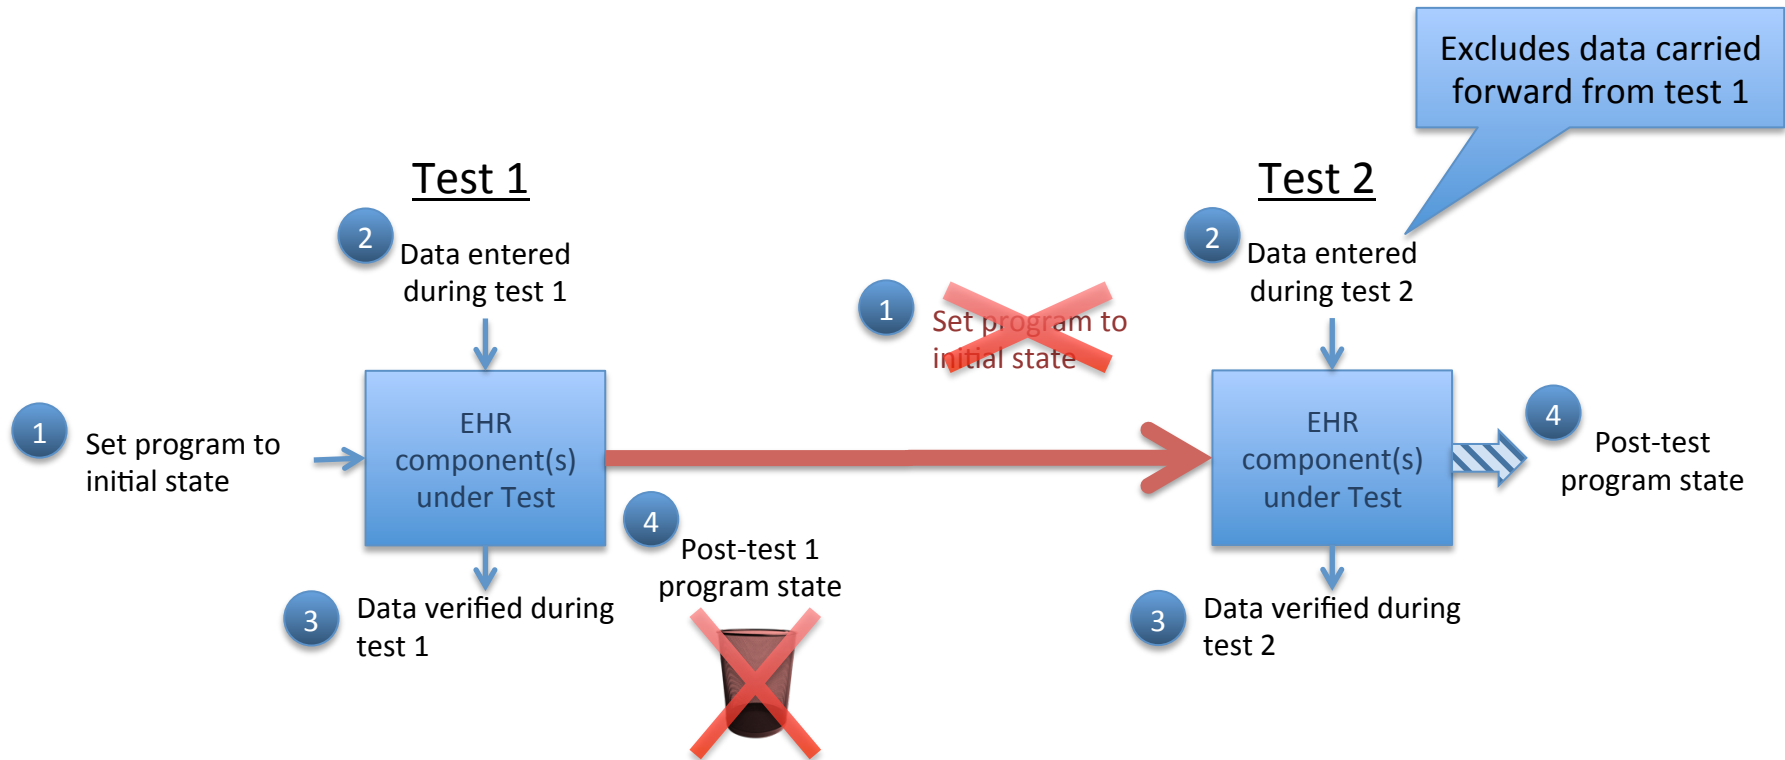 Excludes data carried
forward from test 1
Test 1
2
Data entered
during test 1
1
Set program to
initial state
EHR
component(s)
under Test
3
Data verified during
test 1
4
Post-test 1
program state
1
Set program to
initial state
Test 2
2
Data entered
during test 2
EHR
component(s)
under Test
3
Data verified during
test 2
4
Post-test
program state